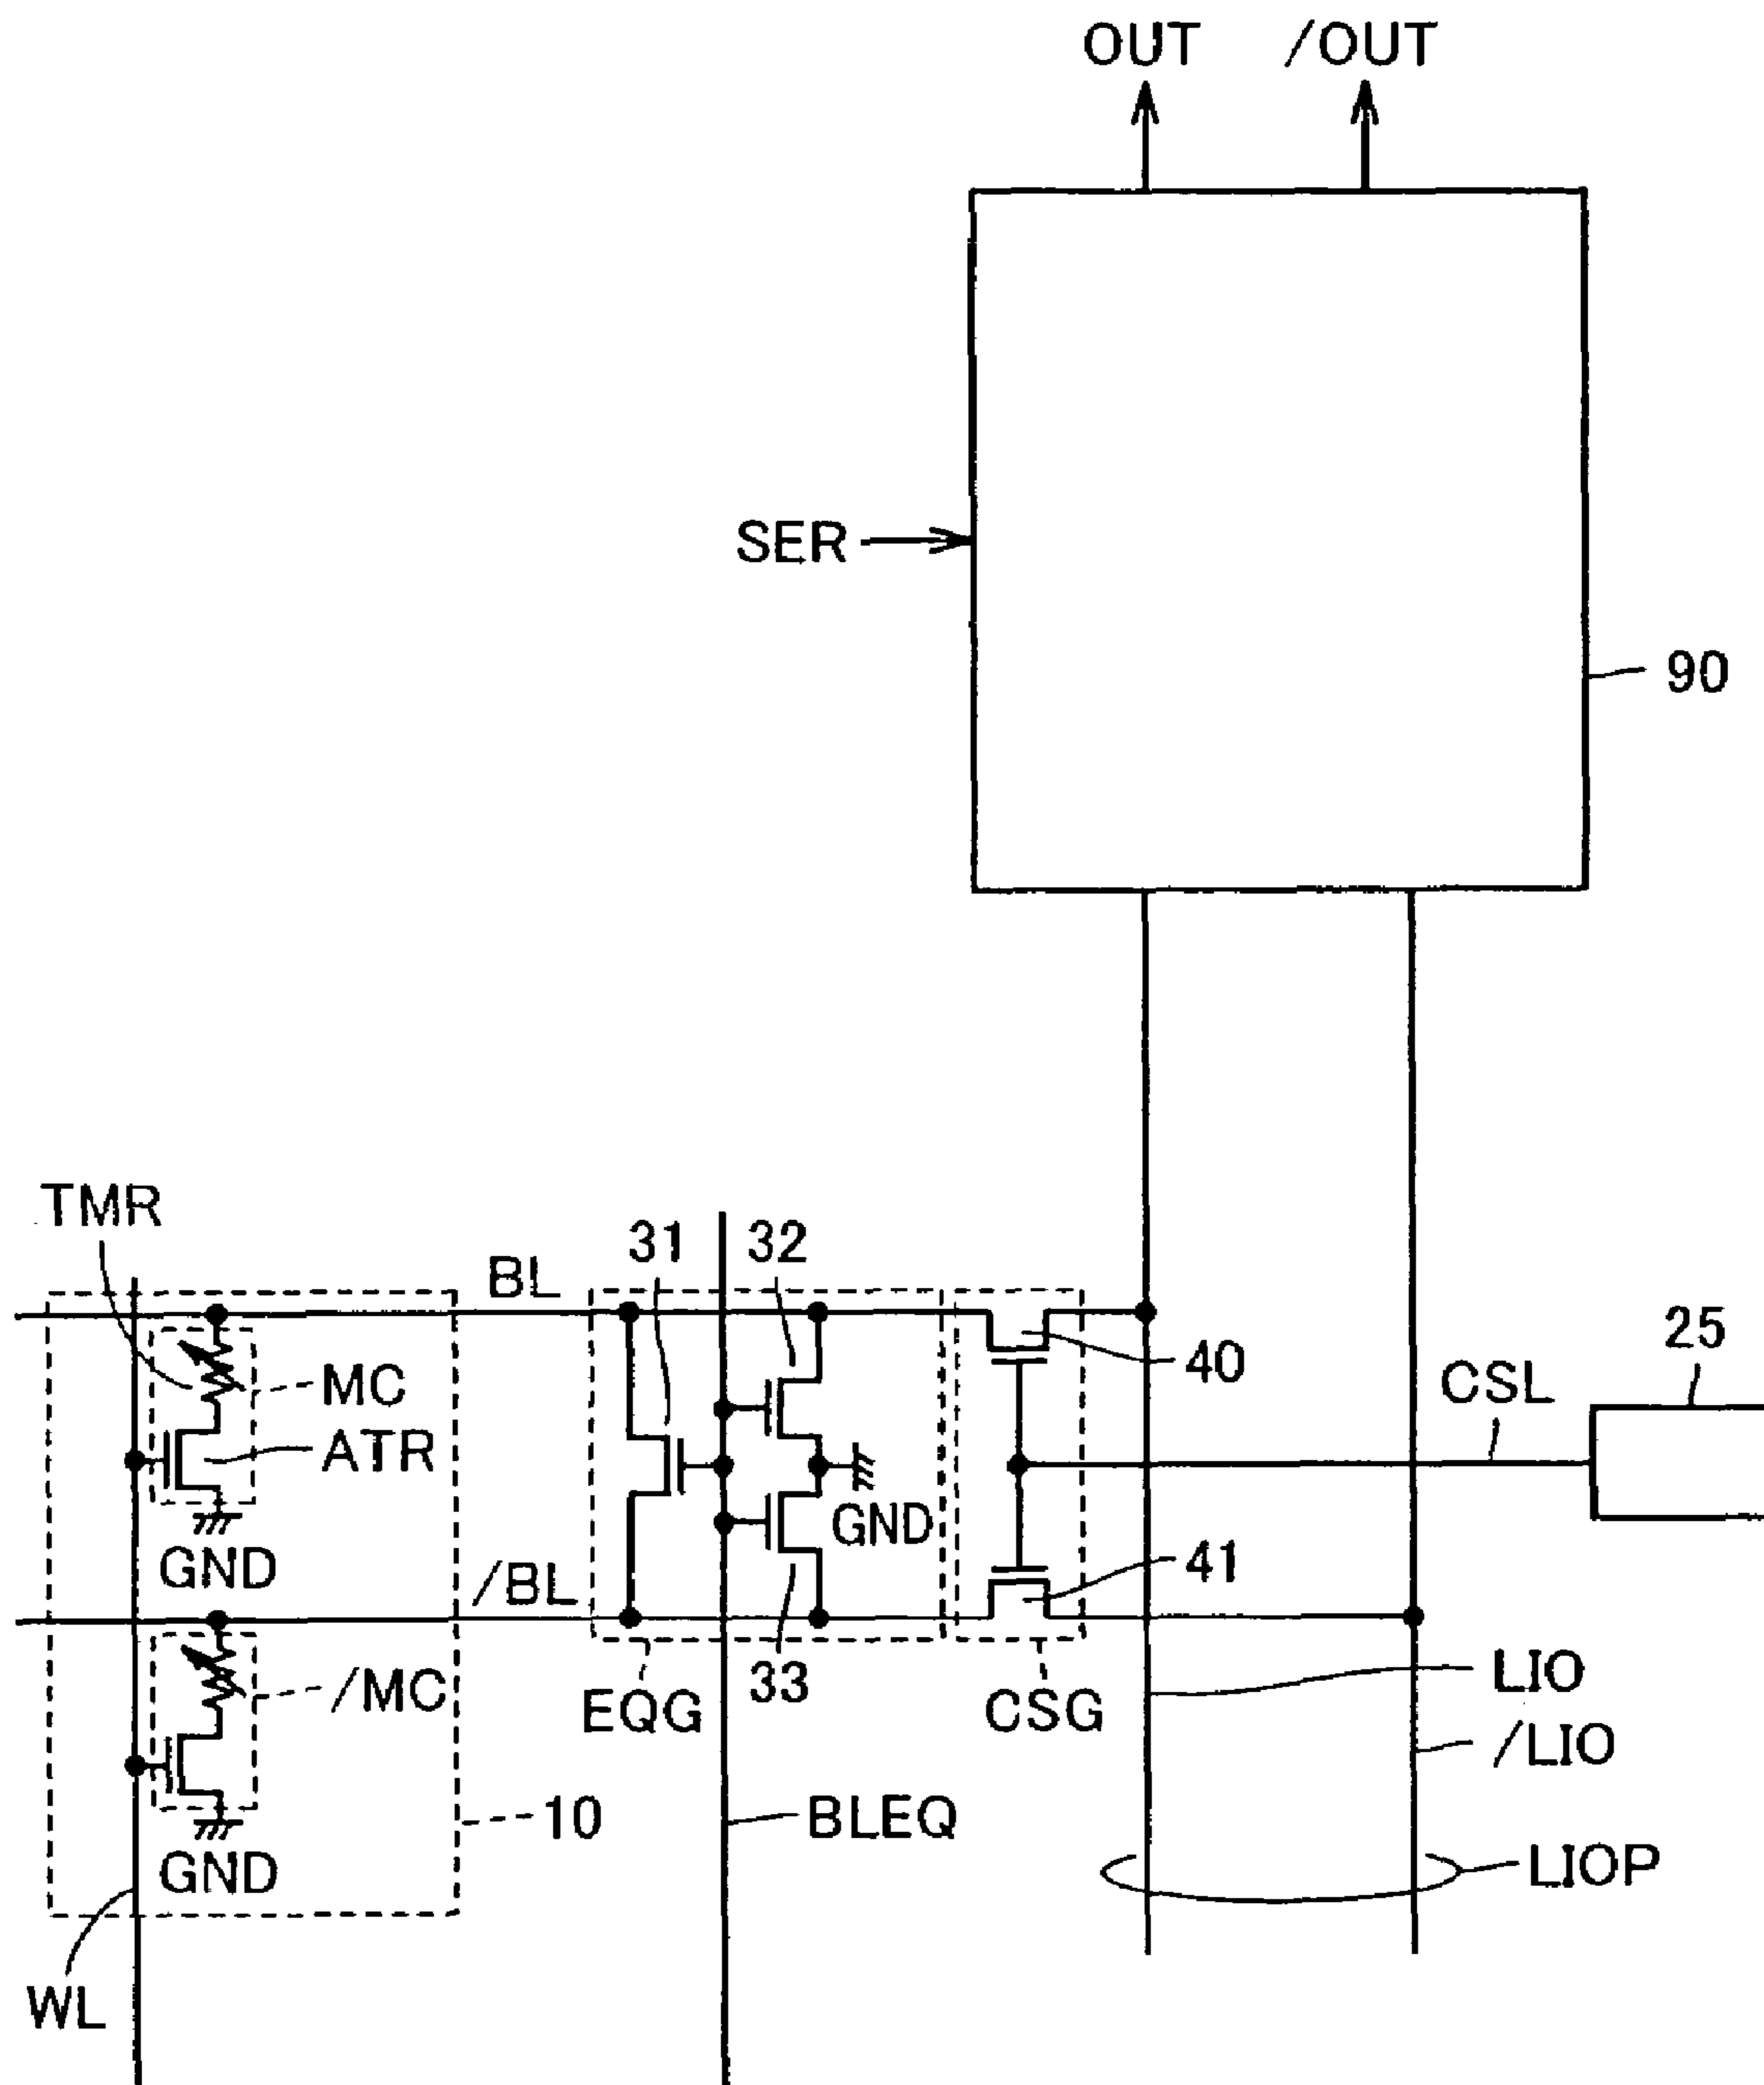 OUT /OUT
SER
90
TMR
BL
31
32
40
CSL
25
MC
ATR
GND
GND
/BL
41
/MC
EQG
33
CSG
LIO
/LIO
10
BLEQ
GND
LIOP
WL